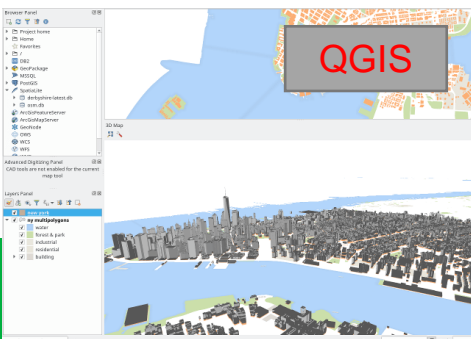 Browser Panel
Project home
Home
Favorites
/
DB2
GeoPackage
MSSQL
PostGIS
SpatiaLite
derbyshire-latest.db
osm.db
ArcGisFeatureServer
ArcGisMapServer
GeoNode
OWS
WCS
WFS
QGIS
3D Map
Advanced Digitizing Panel
CAD tools are not enabled for the current
map tool
Layers Panel
new park
ny multipolygons
water
forest & park
industrial
residential
building